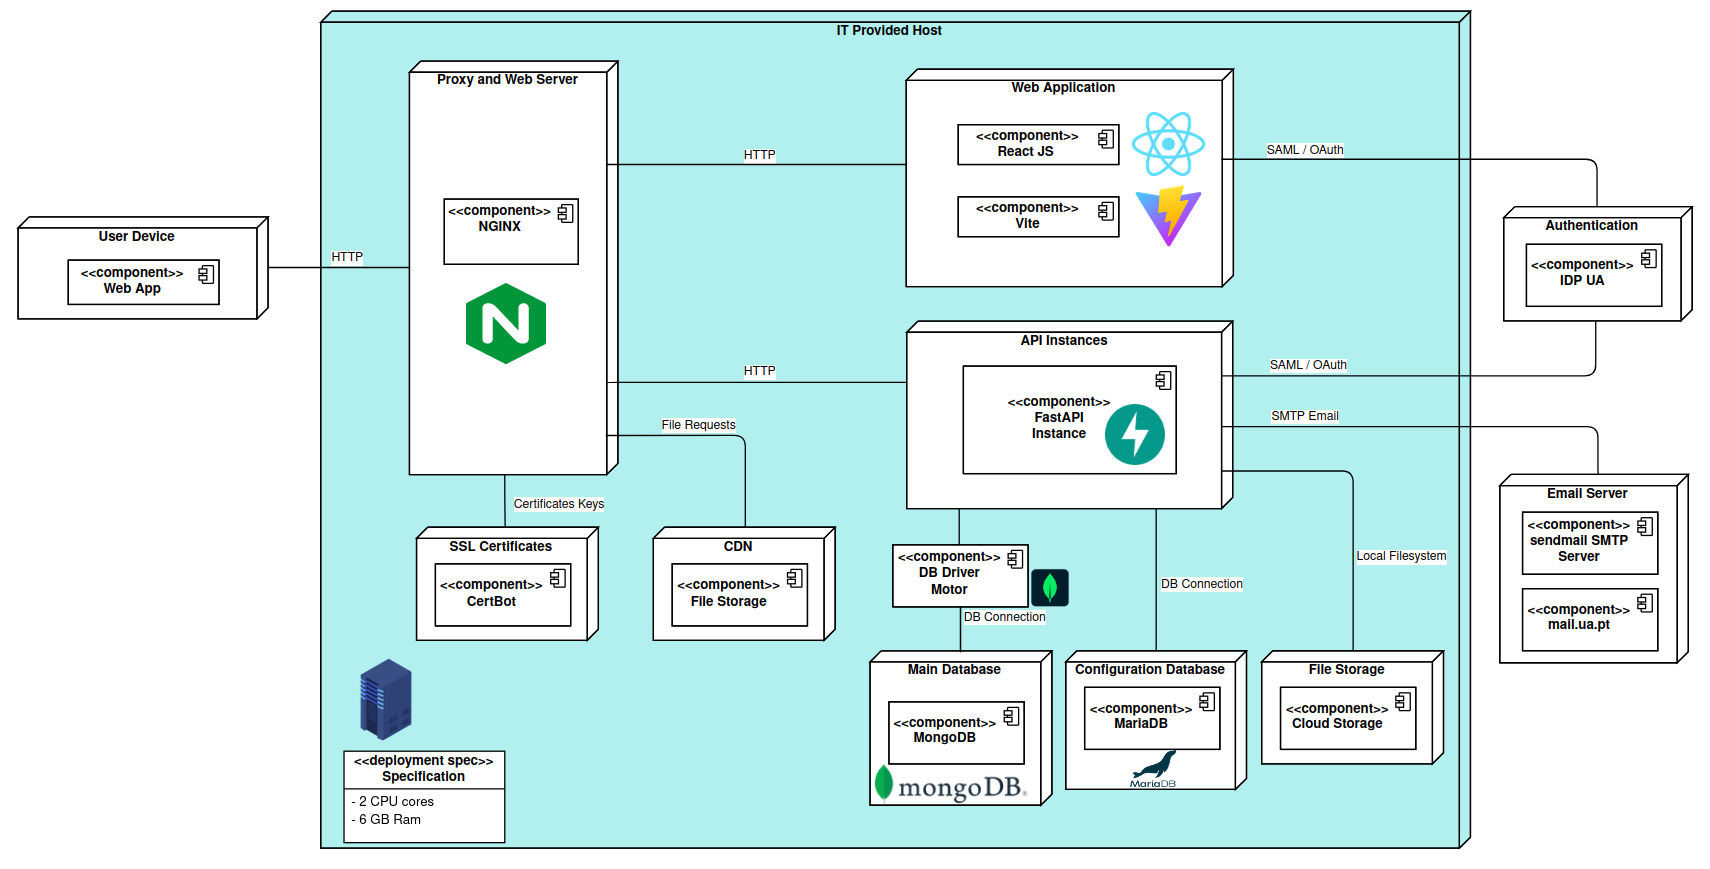 IT Provided Host
Proxy and Web Server
<<component>>
NGINX
User Device
<<component>>
Web App
HTTP
HTTP
HTTP
Web Application
<<component>>
React JS
<<component>>
Vite
SAML / OAuth
Authentication
<<component>>
IDP UA
API Instances
<<component>>
FastAPI
Instance
SAML / OAuth
SMTP Email
File Requests
Certificates Keys
SSL Certificates
<<component>>
CertBot
CDN
<<component>>
File Storage
<<component>>
DB Driver
Motor
DB Connection
DB Connection
Local Filesystem
Email Server
<<component>>
sendmail SMTP
Server
<<component>>
mail.ua.pt
Main Database
<<component>>
MongoDB
mongoDB®
Configuration Database
<<component>>
MariaDB
MariaDB
File Storage
<<component>>
Cloud Storage
<<deployment spec>>
Specification
- 2 CPU cores
- 6 GB Ram